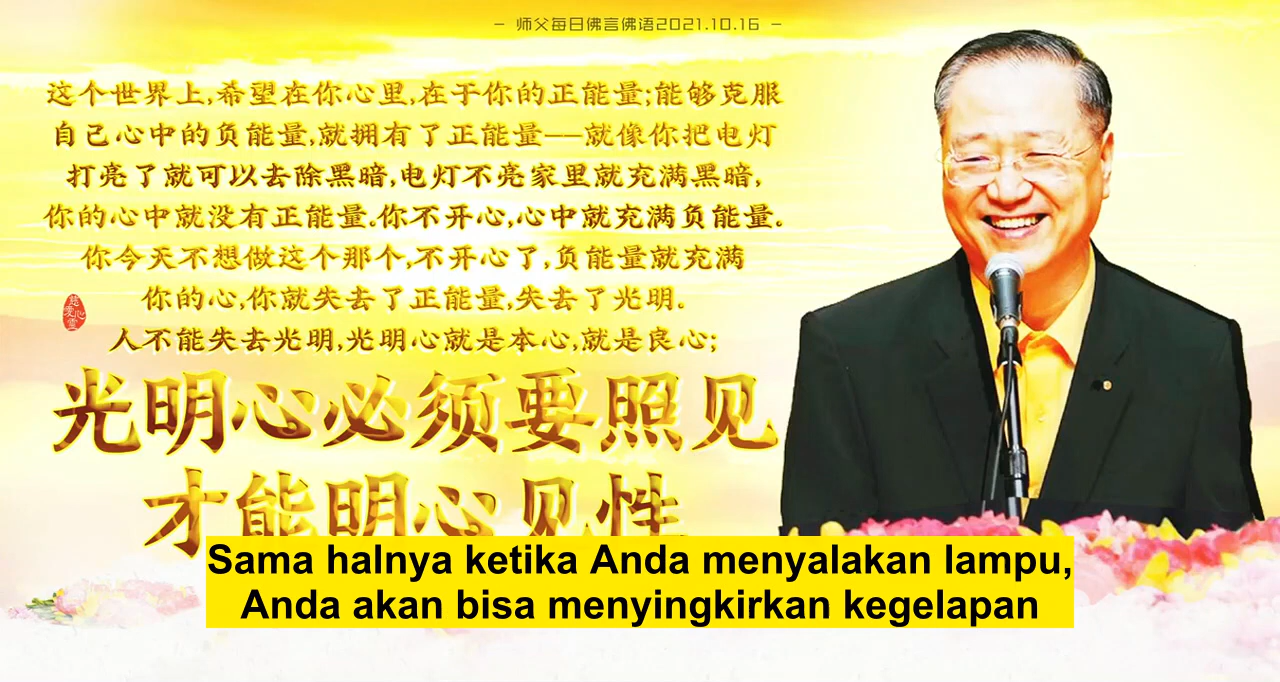 - 师父每日佛言佛语2021.10.16 -
这个世界上,希望在你心里,在于你的正能量;能够克服
自己心中的负能量,就拥有了正能量——就像你把电灯
打亮了就可以去除黑暗,电灯不亮家里就充满黑暗,
你的心中就没有正能量。你不开心,心中就充满负能量。
你今天不想做这个那个,不开心了,负能量就充满
你的心,你就失去了正能量,失去了光明。
人不能失去光明,光明心就是本心,就是良心;
光明心必须要照见
才能明心见性
Sama halnya ketika Anda menyalakan lampu,
Anda akan bisa menyingkirkan kegelapan